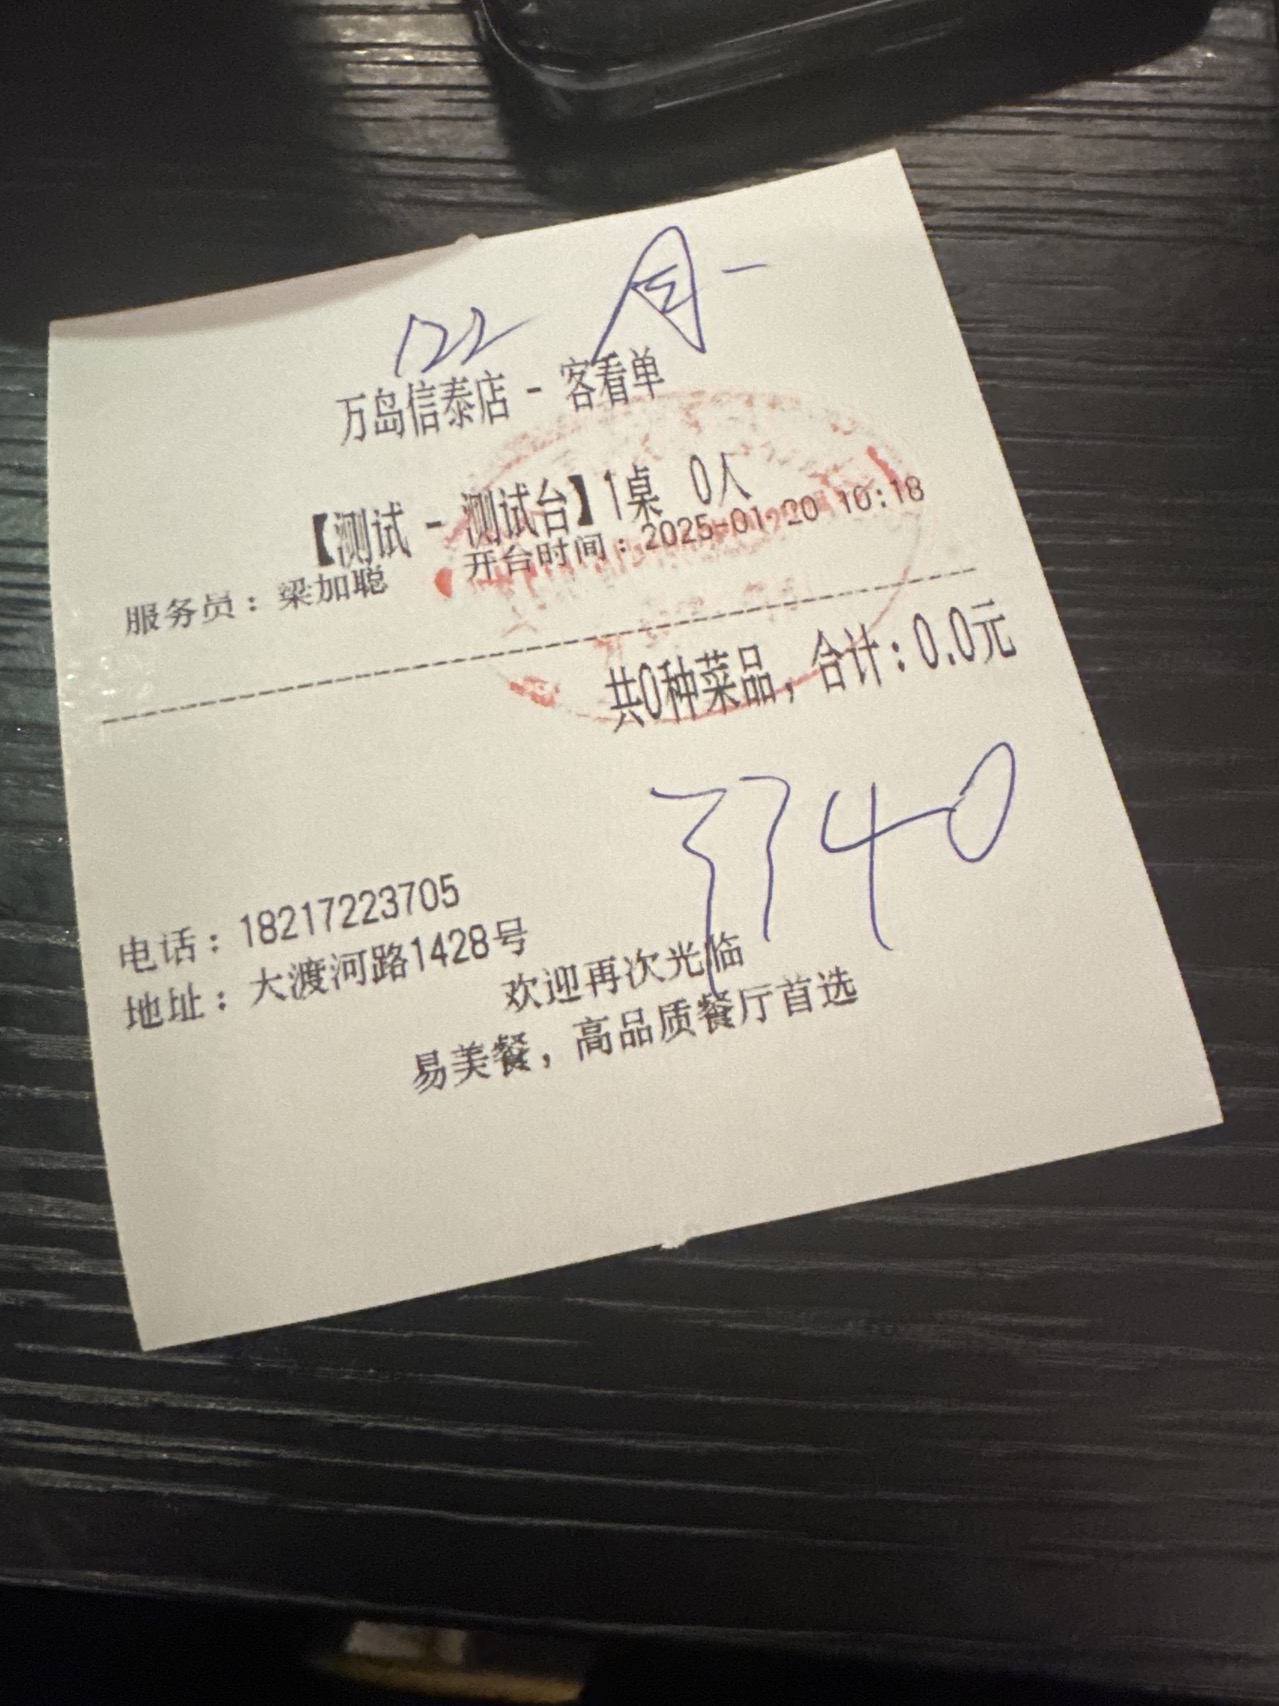 122 月一
万岛信泰店 - 客看单
【测试 - 测试台】1桌 0人
服务员：梁加聪 开台时间：2025-01-20 10:18
共0种菜品，合计：0.0元
3740
电话：18217223705
地址：大渡河路1428号
欢迎再次光临
易美餐，高品质餐厅首选